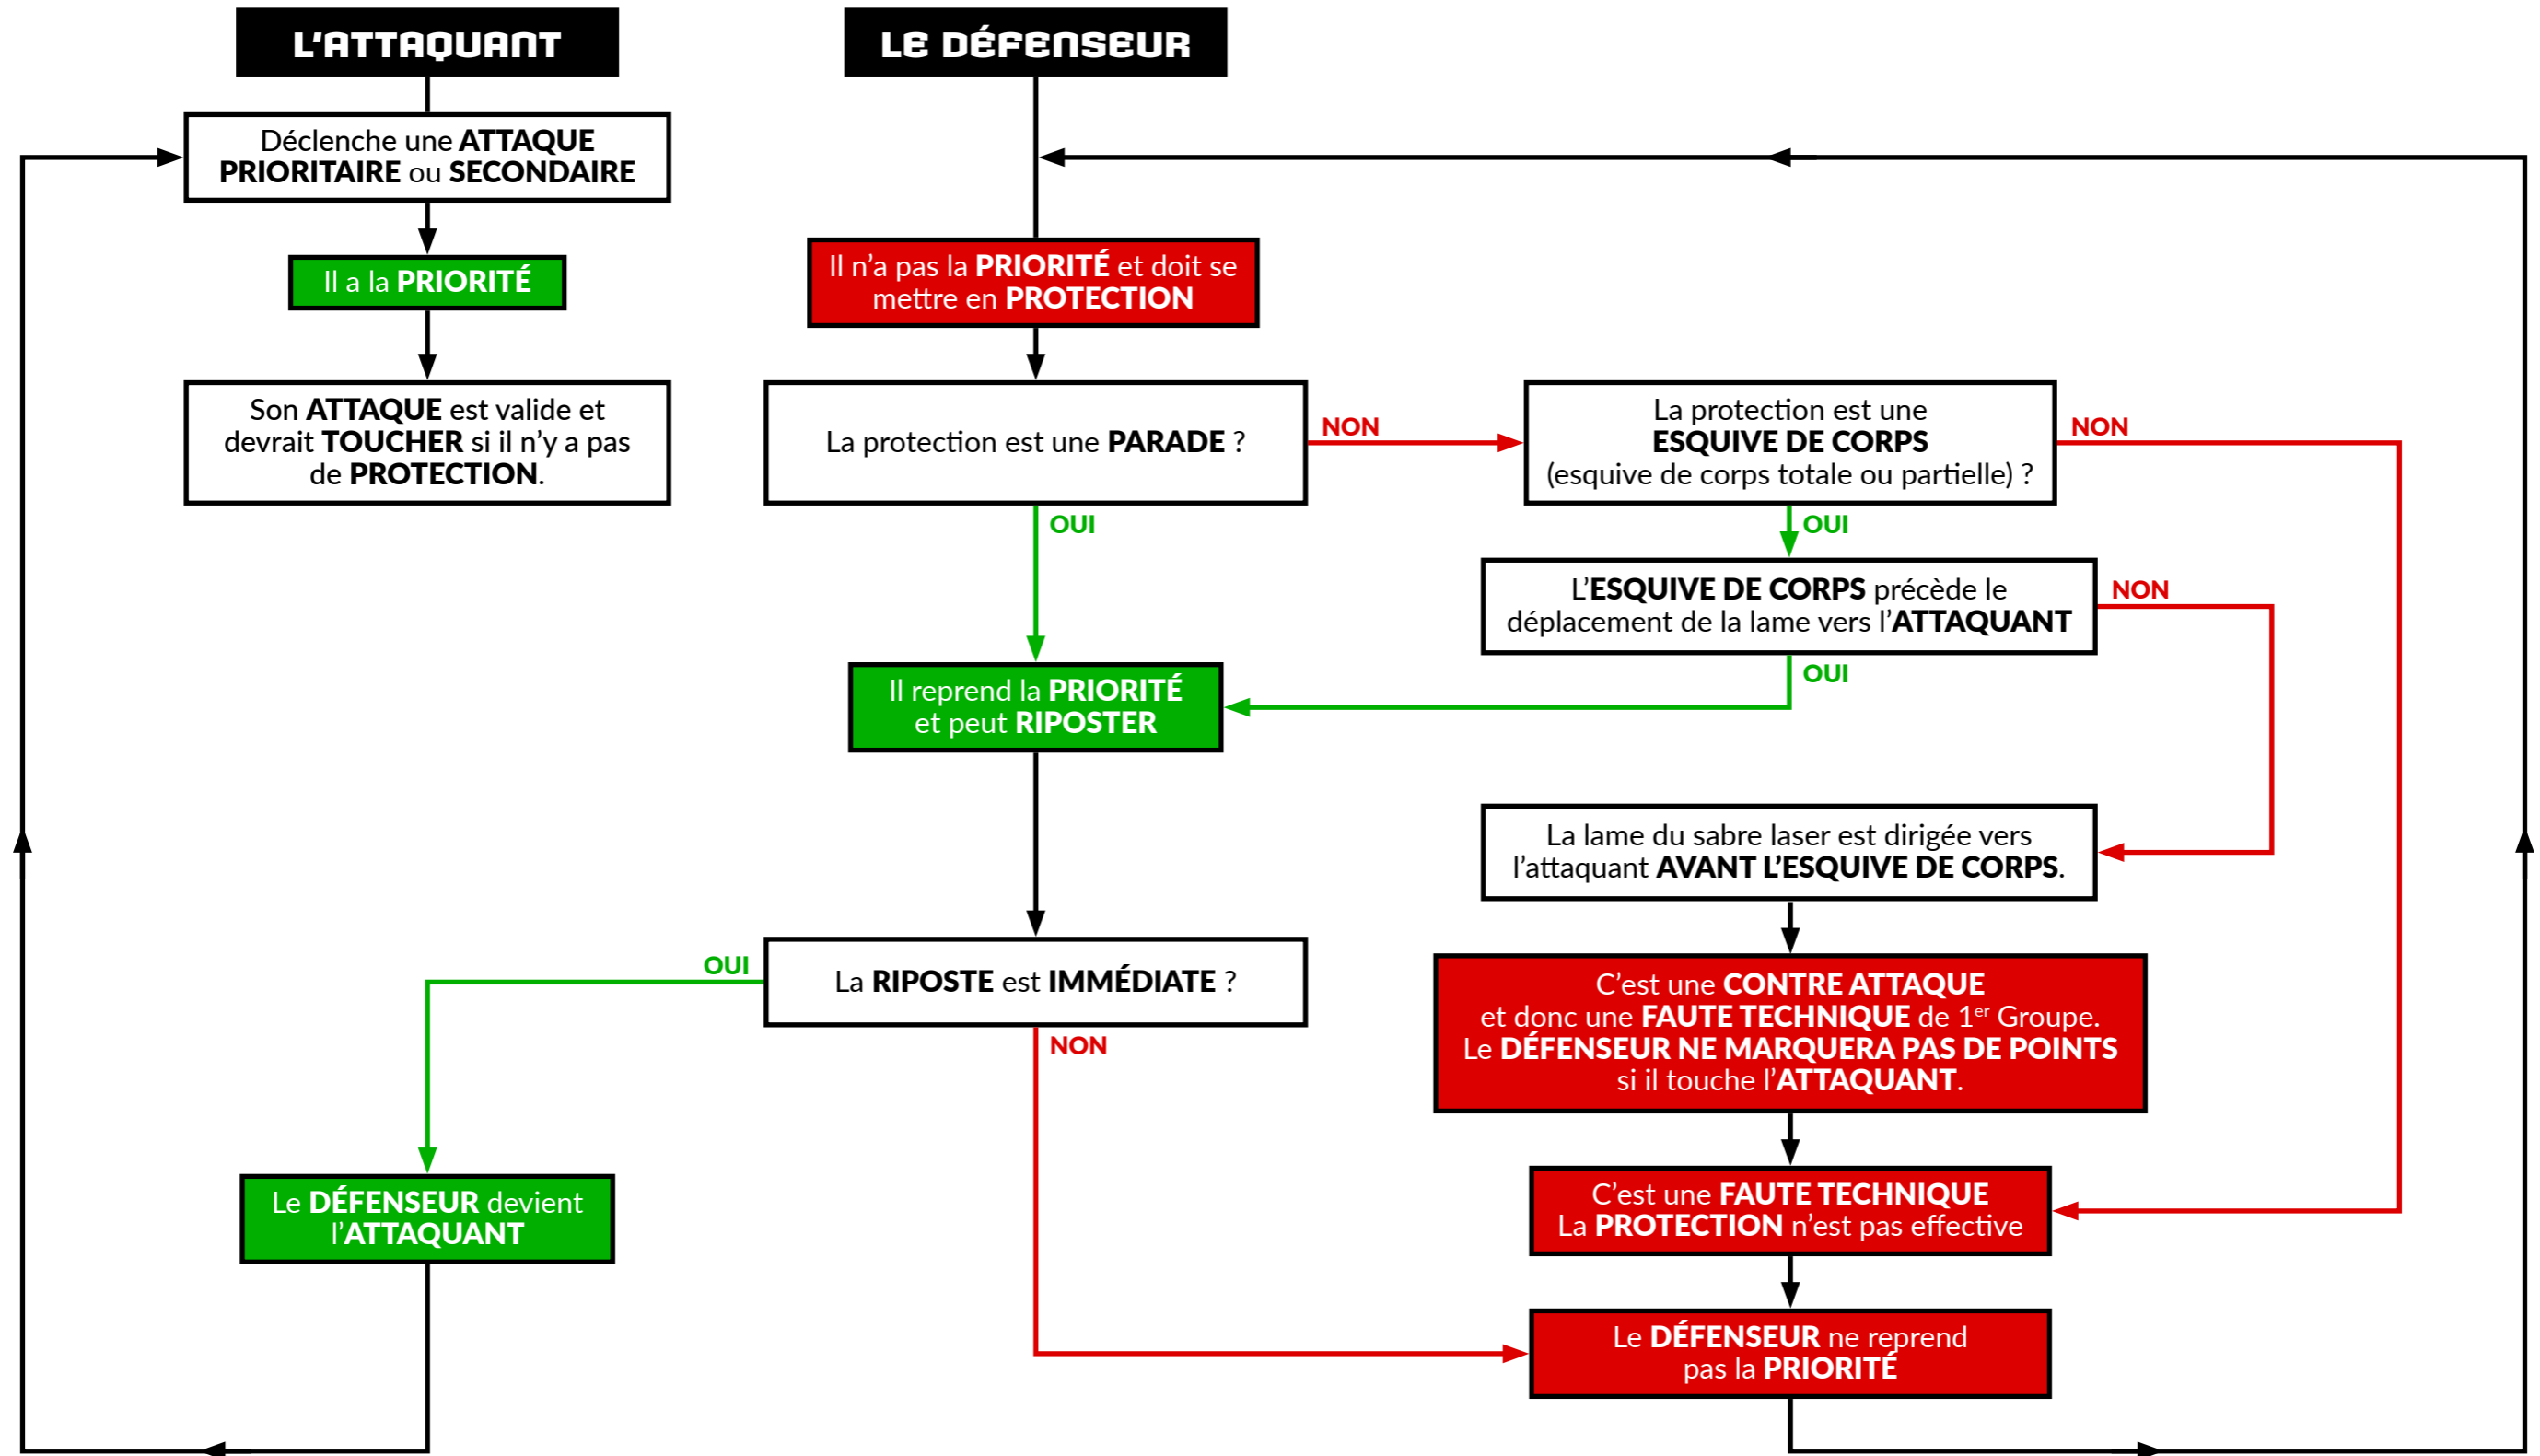 L'ATTAQUANT
LE DÉFENSEUR
Déclenche une ATTAQUE
PRIORITAIRE ou SECONDAIRE
Il a la PRIORITÉ
Il n'a pas la PRIORITÉ et doit se
mettre en PROTECTION
Son ATTAQUE est valide et
devrait TOUCHER si il n'y a pas
de PROTECTION.
La protection est une PARADE ?
NON
La protection est une
ESQUIVE DE CORPS
(esquive de corps totale ou partielle) ?
NON
OUI
OUI
L'ESQUIVE DE CORPS précède le
déplacement de la lame vers l'ATTAQUANT
NON
OUI
Il reprend la PRIORITÉ
et peut RIPOSTER
La lame du sabre laser est dirigée vers
l'attaquant AVANT L'ESQUIVE DE CORPS.
OUI
La RIPOSTE est IMMÉDIATE ?
NON
C'est une CONTRE ATTAQUE
et donc une FAUTE TECHNIQUE de 1er Groupe.
Le DÉFENSEUR NE MARQUERA PAS DE POINTS
si il touche l'ATTAQUANT.
Le DÉFENSEUR devient
l'ATTAQUANT
C'est une FAUTE TECHNIQUE
La PROTECTION n'est pas effective
Le DÉFENSEUR ne reprend
pas la PRIORITÉ